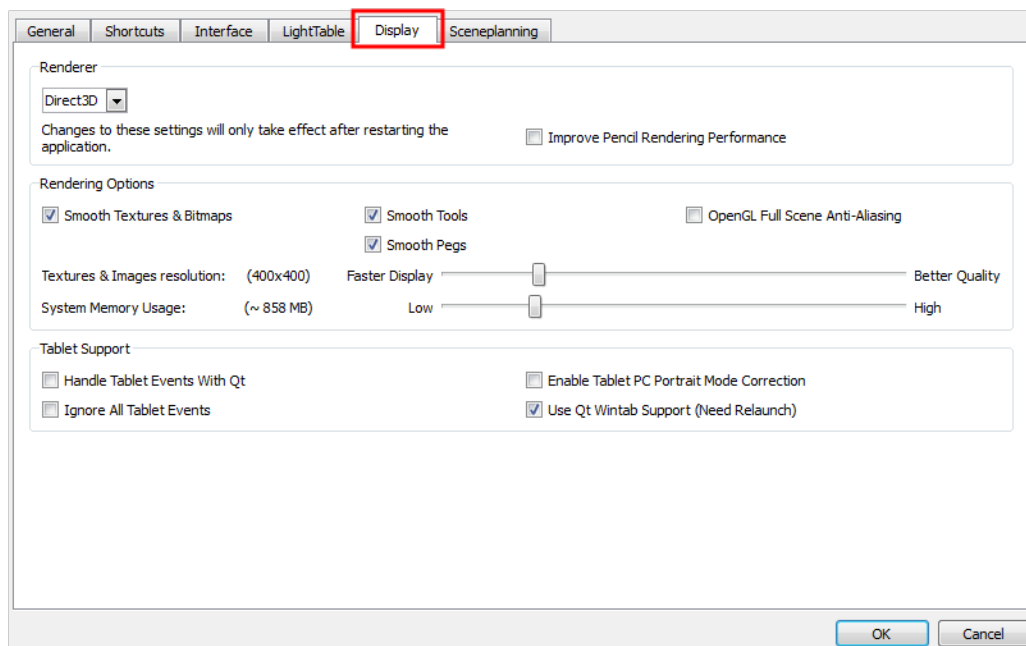 General Shortcuts Interface LightTable Display Sceneplanning
Renderer
Direct3D
Changes to these settings will only take effect after restarting the
application.
Improve Pencil Rendering Performance
Rendering Options
Smooth Textures & Bitmaps Smooth Tools OpenGL Full Scene Anti-Aliasing
Smooth Pegs
Textures & Images resolution: (400x400) Faster Display Better Quality
System Memory Usage: (~ 858 MB) Low High
Tablet Support
Handle Tablet Events With Qt Enable Tablet PC Portrait Mode Correction
Ignore All Tablet Events Use Qt Wintab Support (Need Relaunch)
OK Cancel